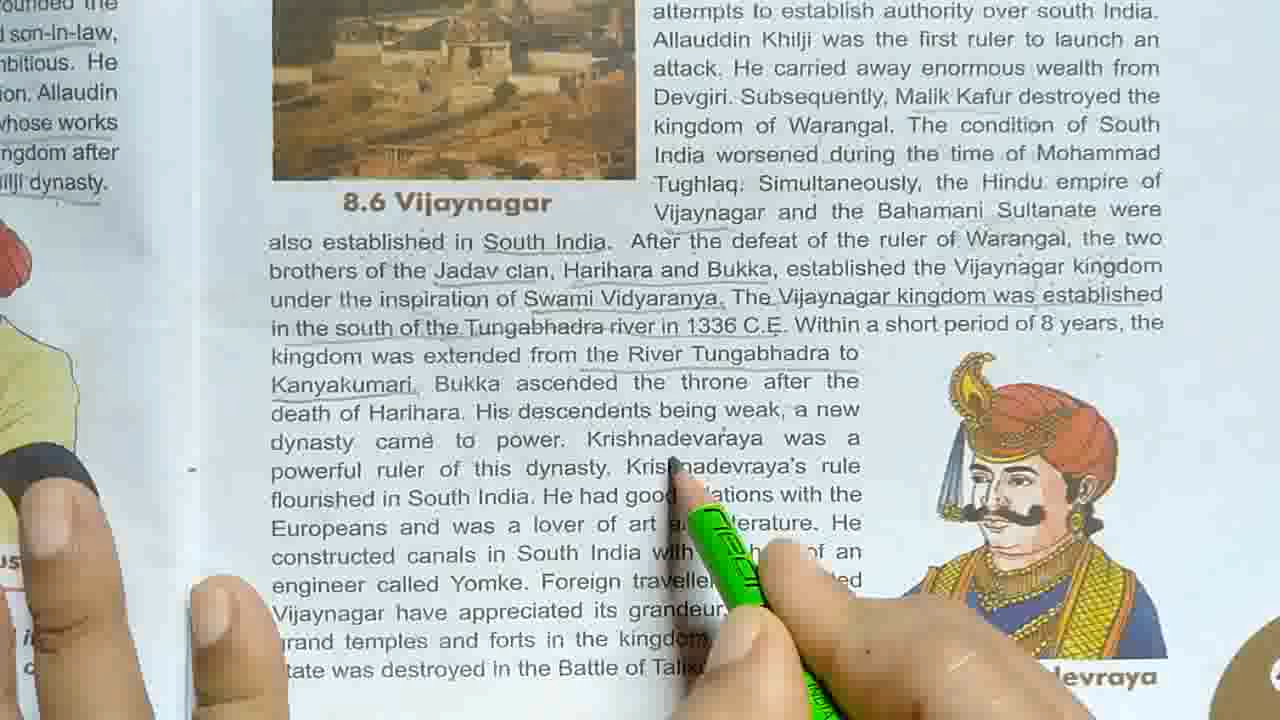 ounded the
son-in-law,
nbitious. He
ion. Allaudin
whose works
ngdom after
illji dynasty.
attempts to establish authority over south India.
Allauddin Khilji was the first ruler to launch an
attack. He carried away enormous wealth from
Devgiri. Subsequently, Malik Kafur destroyed the
kingdom of Warangal. The condition of South
India worsened during the time of Mohammad
Tughlaq. Simultaneously, the Hindu empire of
8.6 Vijaynagar
Vijaynagar and the Bahamani Sultanate were
also established in South India. After the defeat of the ruler of Warangal, the two
brothers of the Jadav clan, Harihara and Bukka, established the Vijaynagar kingdom
under the inspiration of Swami Vidyaranya. The Vijaynagar kingdom was established
in the south of the Tungabhadra river in 1336 C.E. Within a short period of 8 years, the
kingdom was extended from the River Tungabhadra to
Kanyakumari. Bukka ascended the throne after the
death of Harihara. His descendents being weak, a new
dynasty came to power. Krishnadevaraya was a
powerful ruler of this dynasty. Krishnadevraya's rule
flourished in South India. He had good lations with the
Europeans and was a lover of art erature. He
constructed canals in South India with of an
engineer called Yomke. Foreign travelle ed
Vijaynagar have appreciated its grandeur.
grand temples and forts in the kingdom
tate was destroyed in the Battle of Talik
devraya